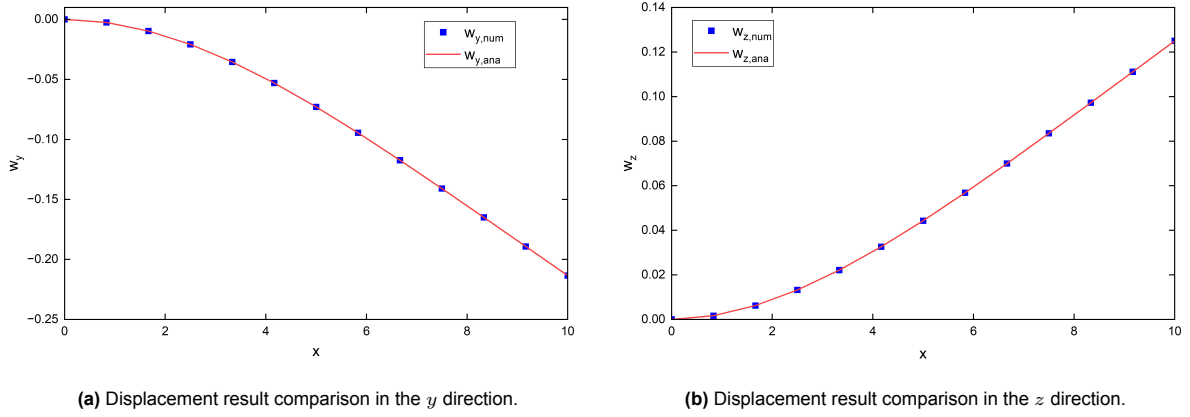 0.00
−0.05
−0.10
−0.15
−0.20
−0.25
w_y
0 2 4 6 8 10
x
w_y,num
w_y,ana
0.14
0.12
0.10
0.08
0.06
0.04
0.02
0.00
w_z
0 2 4 6 8 10
x
w_z,num
w_z,ana
(a) Displacement result comparison in the y direction.
(b) Displacement result comparison in the z direction.